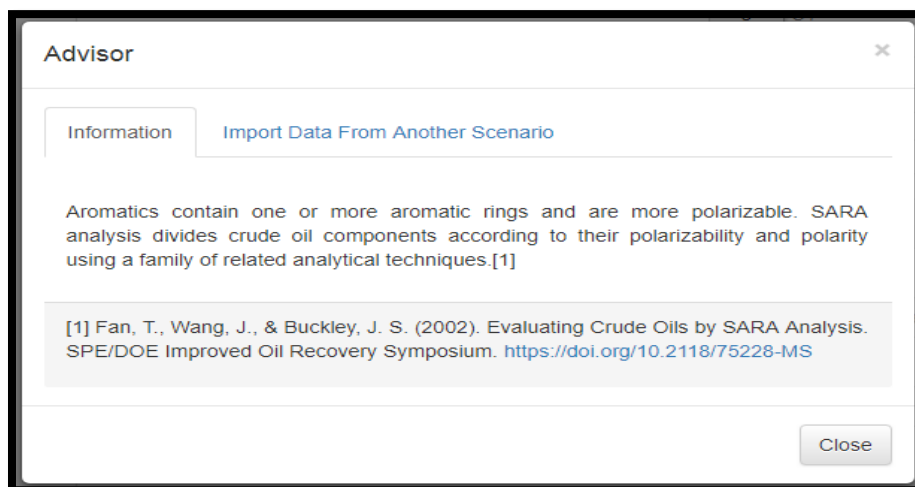 Advisor
×
Information
Import Data From Another Scenario
Aromatics contain one or more aromatic rings and are more polarizable. SARA
analysis divides crude oil components according to their polarizability and polarity
using a family of related analytical techniques.[1]
[1] Fan, T., Wang, J., & Buckley, J. S. (2002). Evaluating Crude Oils by SARA Analysis.
SPE/DOE Improved Oil Recovery Symposium. https://doi.org/10.2118/75228-MS
Close